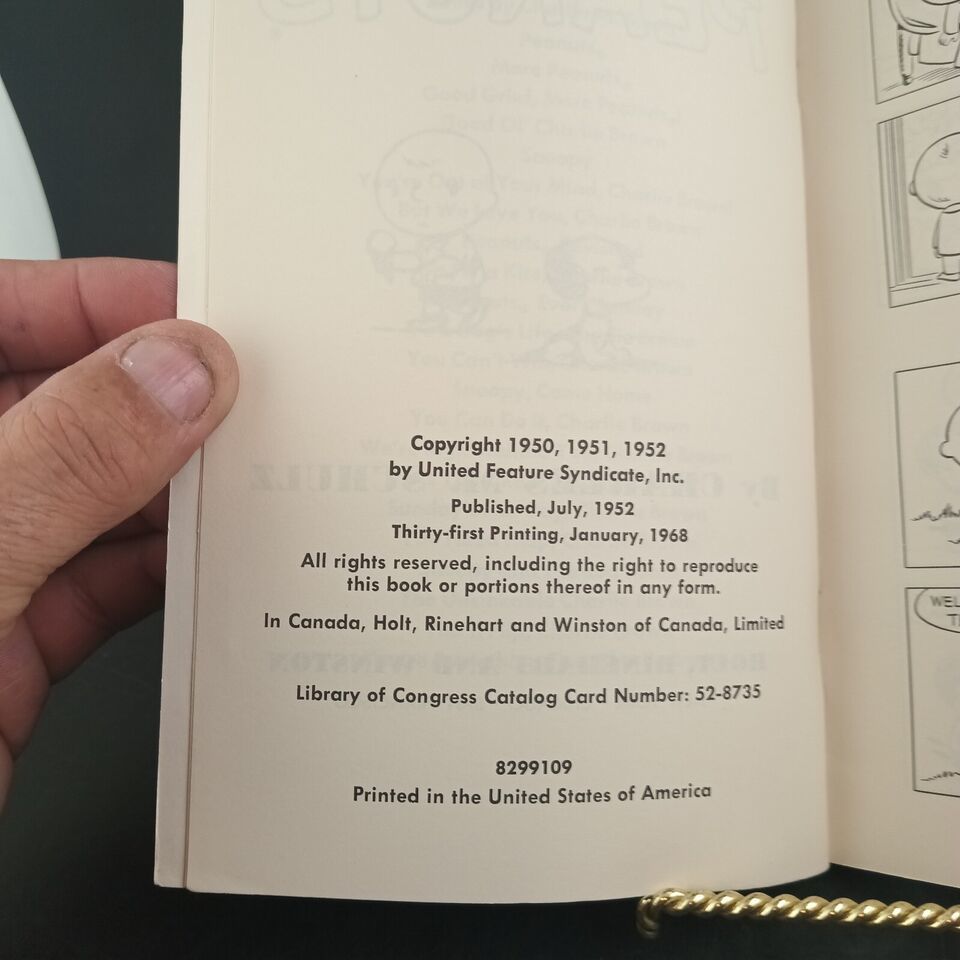 Copyright 1950, 1951, 1952
by United Feature Syndicate, Inc.
Published, July, 1952
Thirty-first Printing, January, 1968
All rights reserved, including the right to reproduce
this book or portions thereof in any form.
In Canada, Holt, Rinehart and Winston of Canada, Limited
Library of Congress Catalog Card Number: 52-8735
8299109
Printed in the United States of America